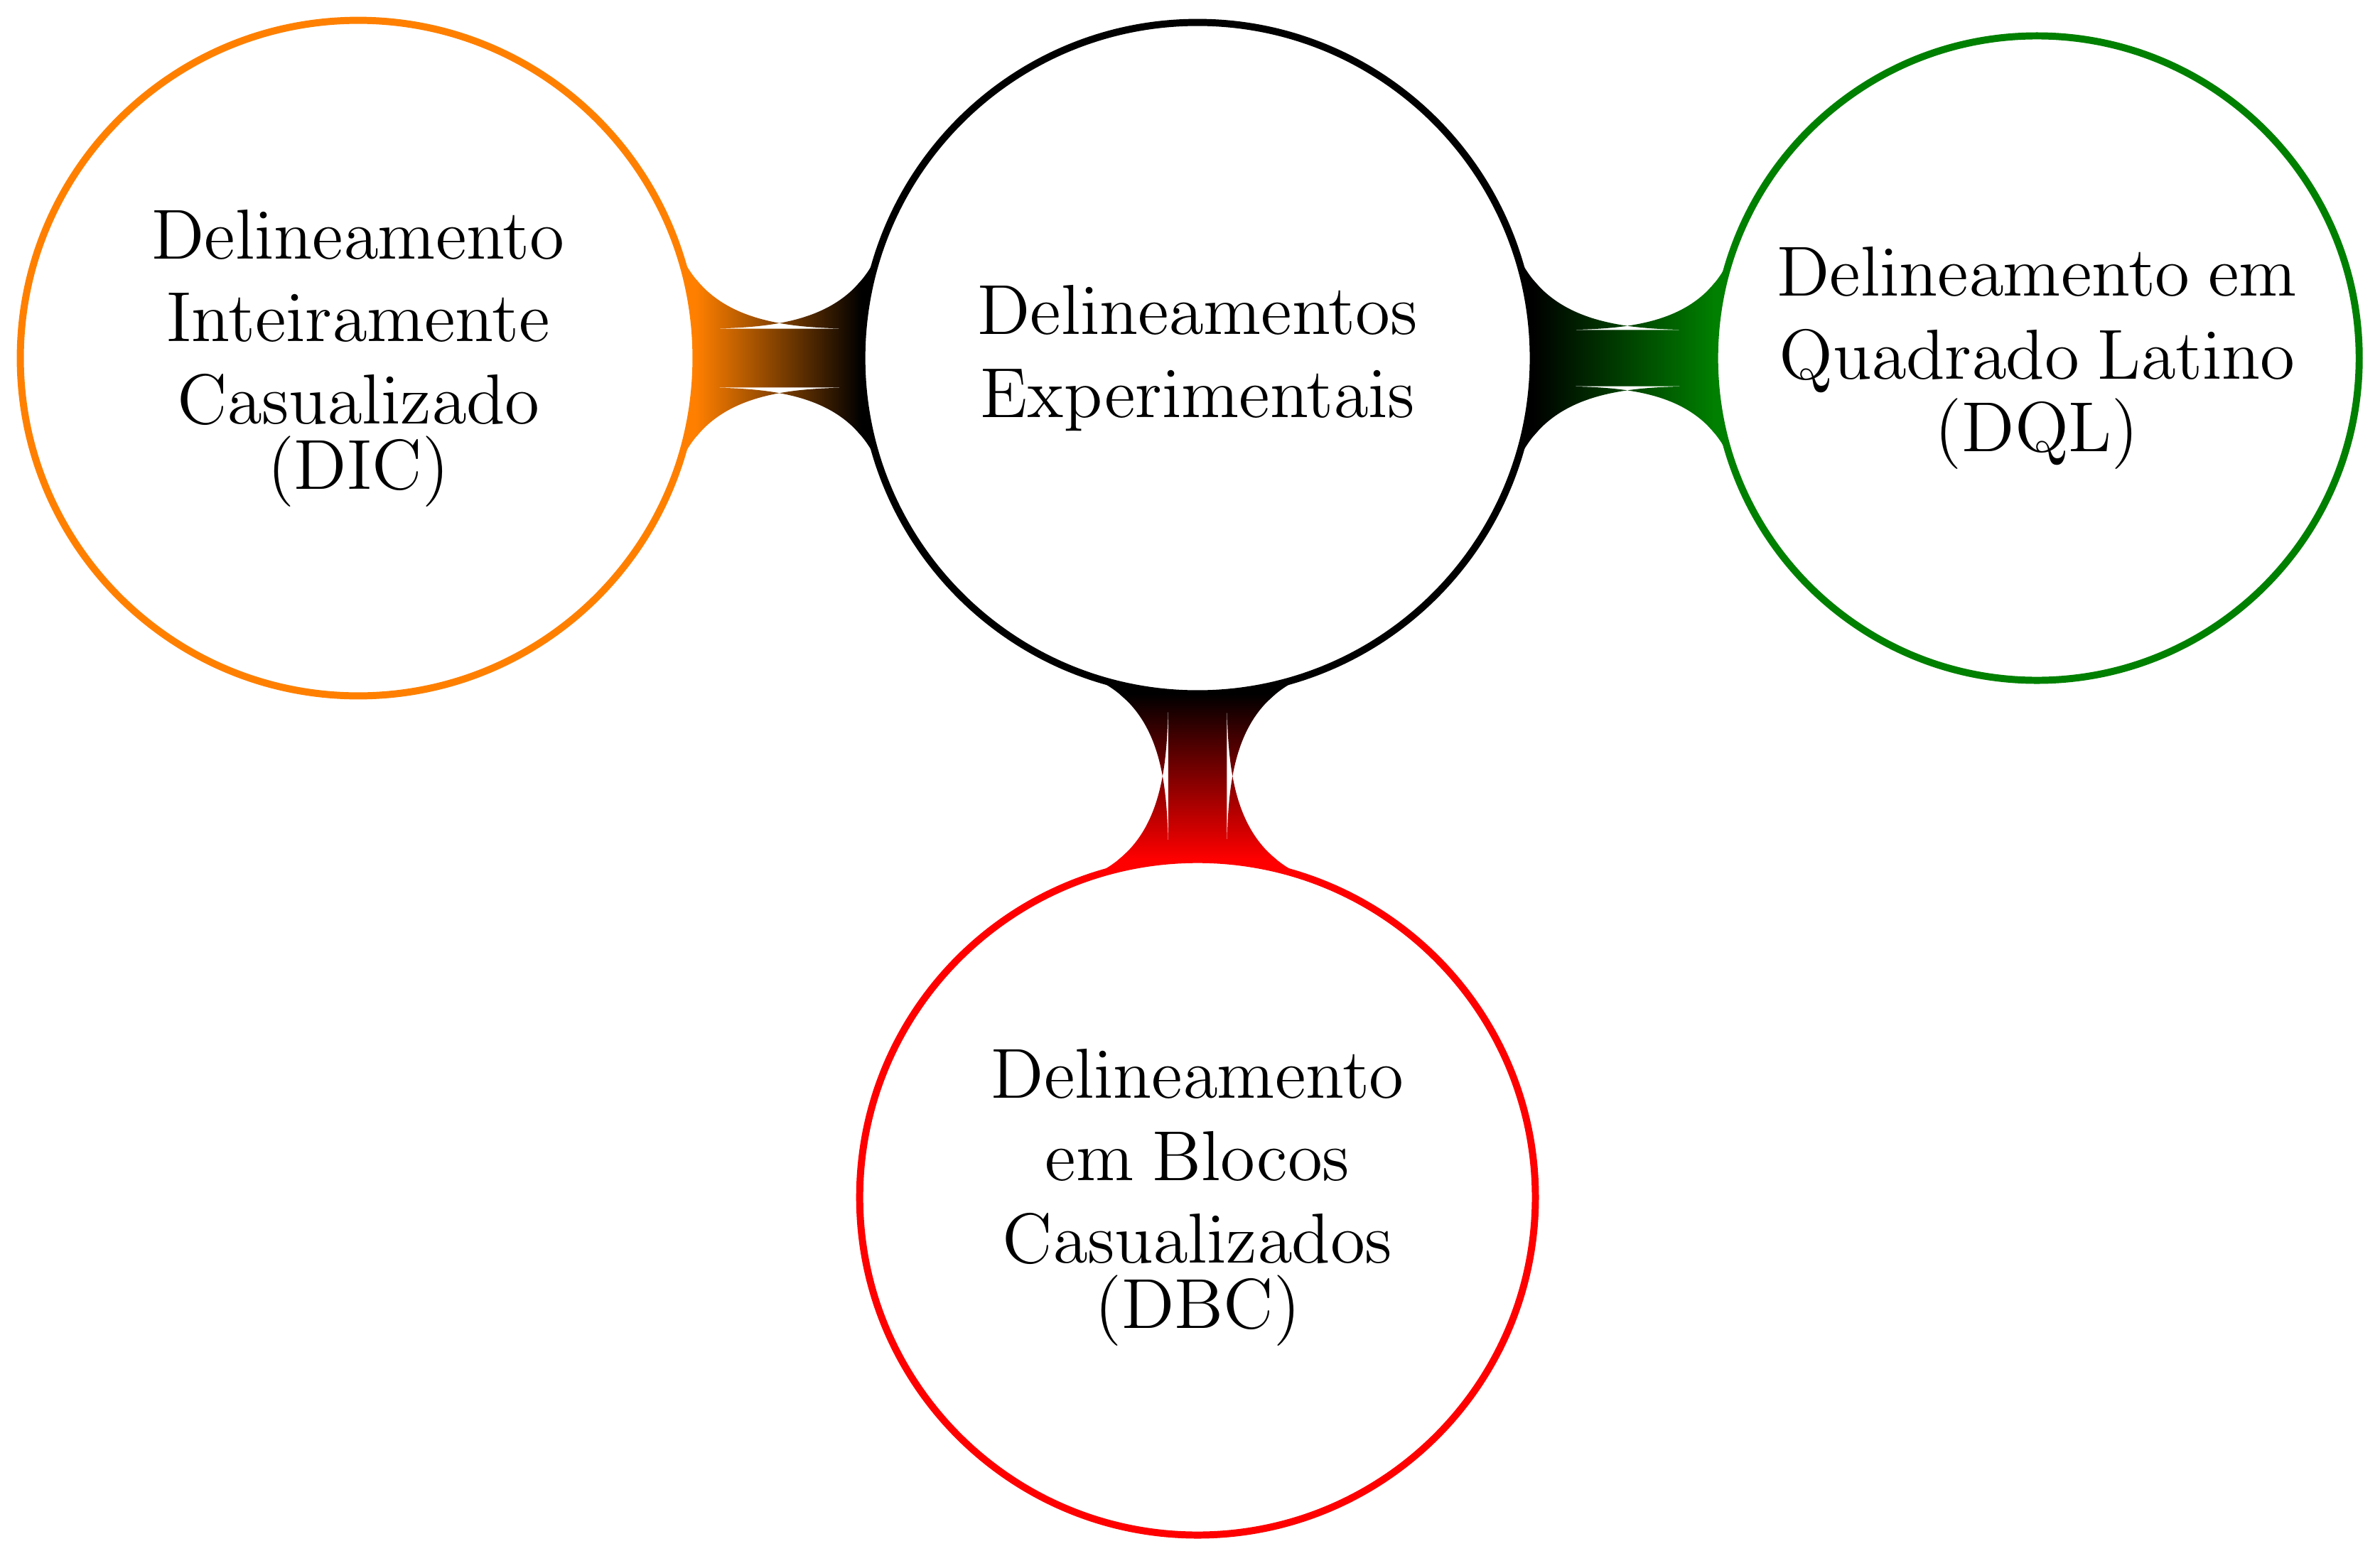 Delineamento
Inteiramente
Casualizado
(DIC)
Delineamentos
Experimentais
Delineamento em
Quadrado Latino
(DQL)
Delineamento
em Blocos
Casualizados
(DBC)